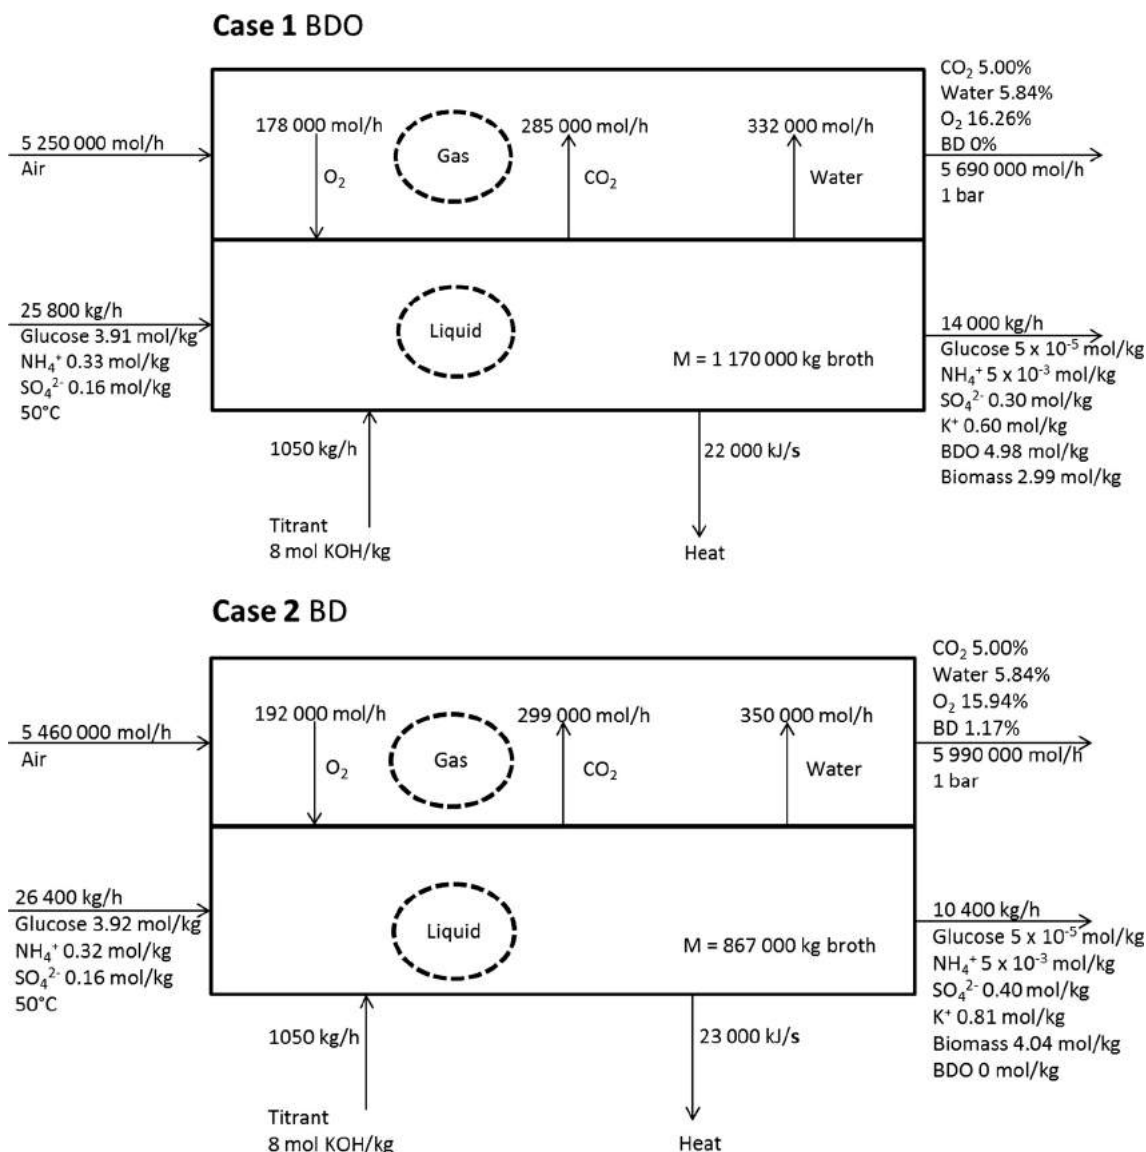 Case 1 BDO
5 250 000 mol/h
Air
178 000 mol/h
O₂
Gas
285 000 mol/h
CO₂
332 000 mol/h
Water
CO₂ 5.00%
Water 5.84%
O₂ 16.26%
BD 0%
5 690 000 mol/h
1 bar
25 800 kg/h
Glucose 3.91 mol/kg
NH₄⁺ 0.33 mol/kg
SO₄²⁻ 0.16 mol/kg
50°C
Liquid
M = 1 170 000 kg broth
14 000 kg/h
Glucose 5 x 10⁻⁵ mol/kg
NH₄⁺ 5 x 10⁻³ mol/kg
SO₄²⁻ 0.30 mol/kg
K⁺ 0.60 mol/kg
BDO 4.98 mol/kg
Biomass 2.99 mol/kg
1050 kg/h
Titrant
8 mol KOH/kg
22 000 kJ/s
Heat
Case 2 BD
5 460 000 mol/h
Air
192 000 mol/h
O₂
Gas
299 000 mol/h
CO₂
350 000 mol/h
Water
CO₂ 5.00%
Water 5.84%
O₂ 15.94%
BD 1.17%
5 990 000 mol/h
1 bar
26 400 kg/h
Glucose 3.92 mol/kg
NH₄⁺ 0.32 mol/kg
SO₄²⁻ 0.16 mol/kg
50°C
Liquid
M = 867 000 kg broth
10 400 kg/h
Glucose 5 x 10⁻⁵ mol/kg
NH₄⁺ 5 x 10⁻³ mol/kg
SO₄²⁻ 0.40 mol/kg
K⁺ 0.81 mol/kg
Biomass 4.04 mol/kg
BDO 0 mol/kg
1050 kg/h
Titrant
8 mol KOH/kg
23 000 kJ/s
Heat